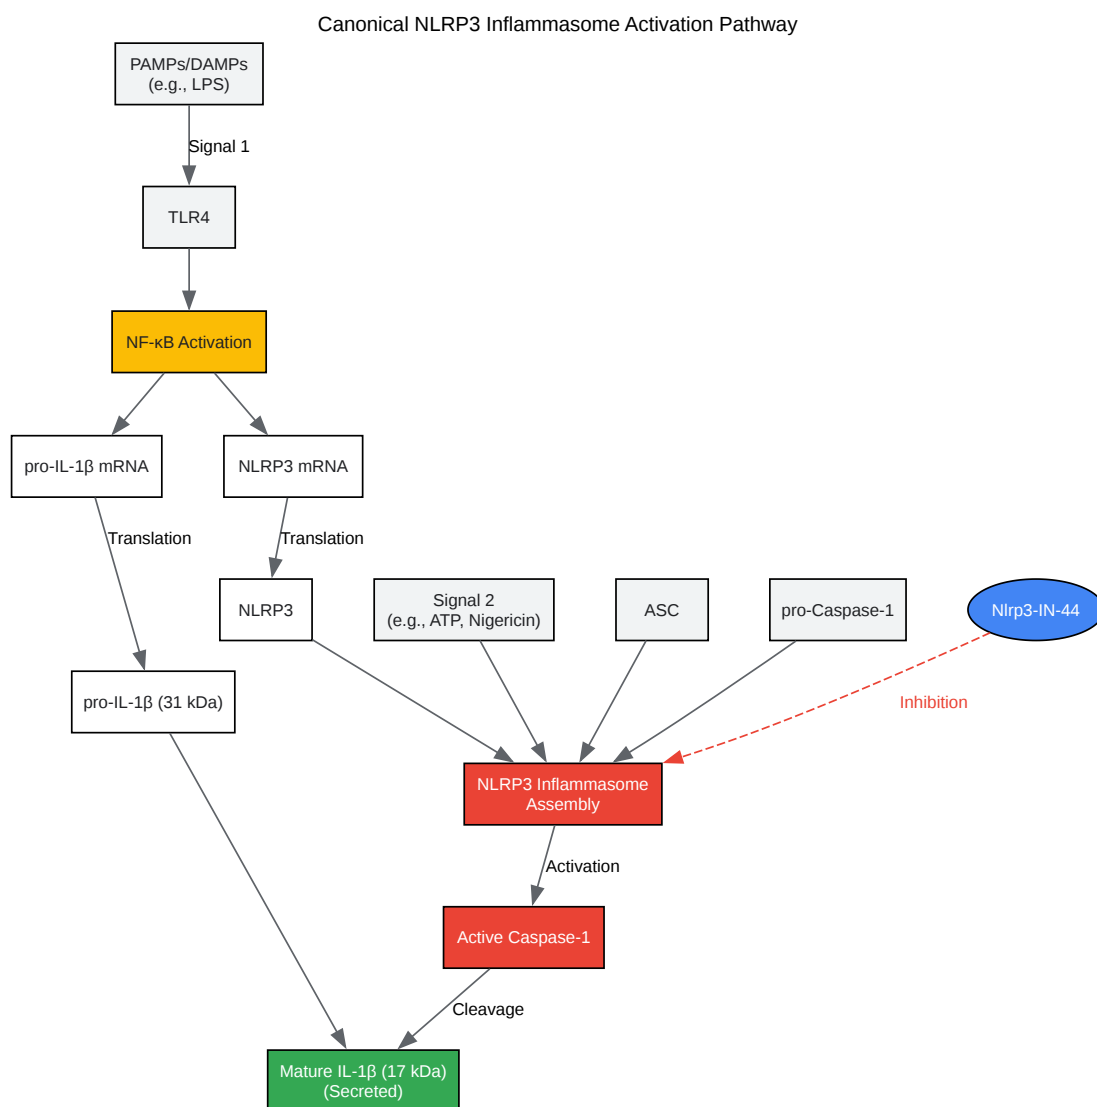 Canonical NLRP3 Inflammasome Activation Pathway
PAMPs/DAMPs
(e.g., LPS)
Signal 1
TLR4
NF-κB Activation
pro-IL-1β mRNA
NLRP3 mRNA
Translation
Translation
NLRP3
Signal 2
(e.g., ATP, Nigericin)
ASC
pro-Caspase-1
Nlrp3-IN-44
pro-IL-1β (31 kDa)
Inhibition
NLRP3 Inflammasome
Assembly
Activation
Active Caspase-1
Cleavage
Mature IL-1β (17 kDa)
(Secreted)